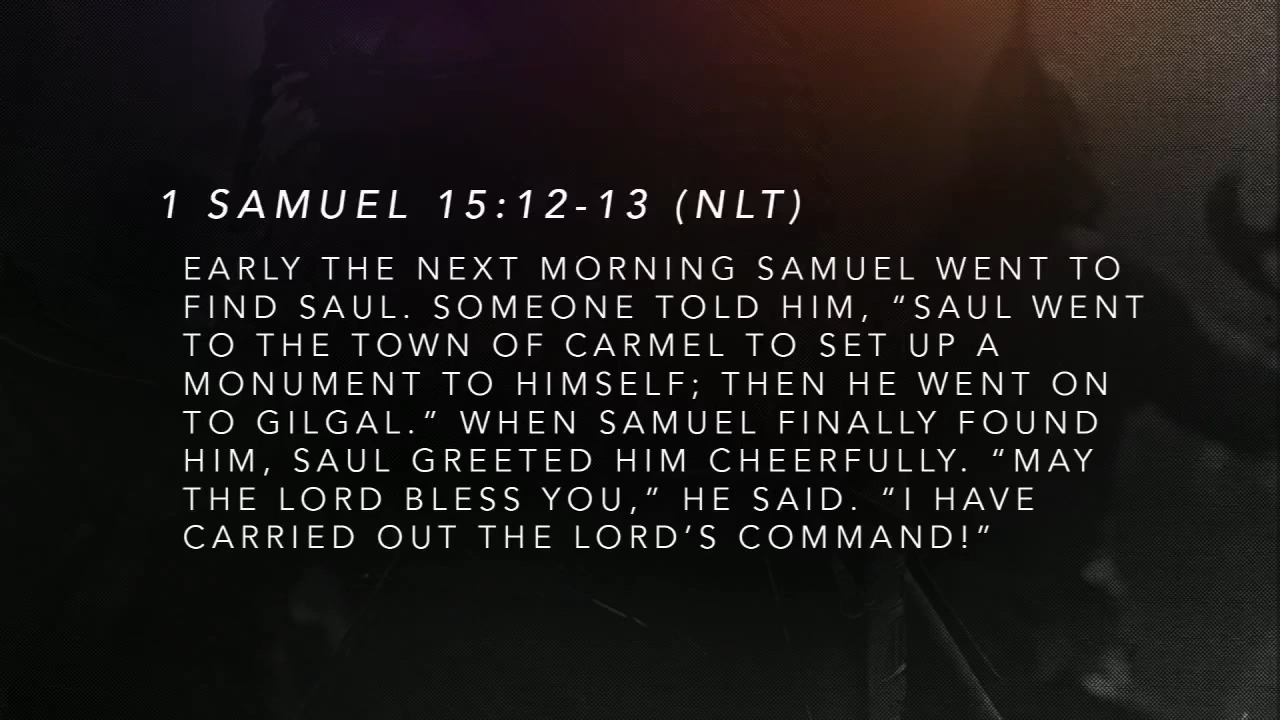 1 SAMUEL 15:12-13 (NLT)
EARLY THE NEXT MORNING SAMUEL WENT TO
FIND SAUL. SOMEONE TOLD HIM, “SAUL WENT
TO THE TOWN OF CARMEL TO SET UP A
MONUMENT TO HIMSELF; THEN HE WENT ON
TO GILGAL.” WHEN SAMUEL FINALLY FOUND
HIM, SAUL GREETED HIM CHEERFULLY. “MAY
THE LORD BLESS YOU,” HE SAID. “I HAVE
CARRIED OUT THE LORD’S COMMAND!”